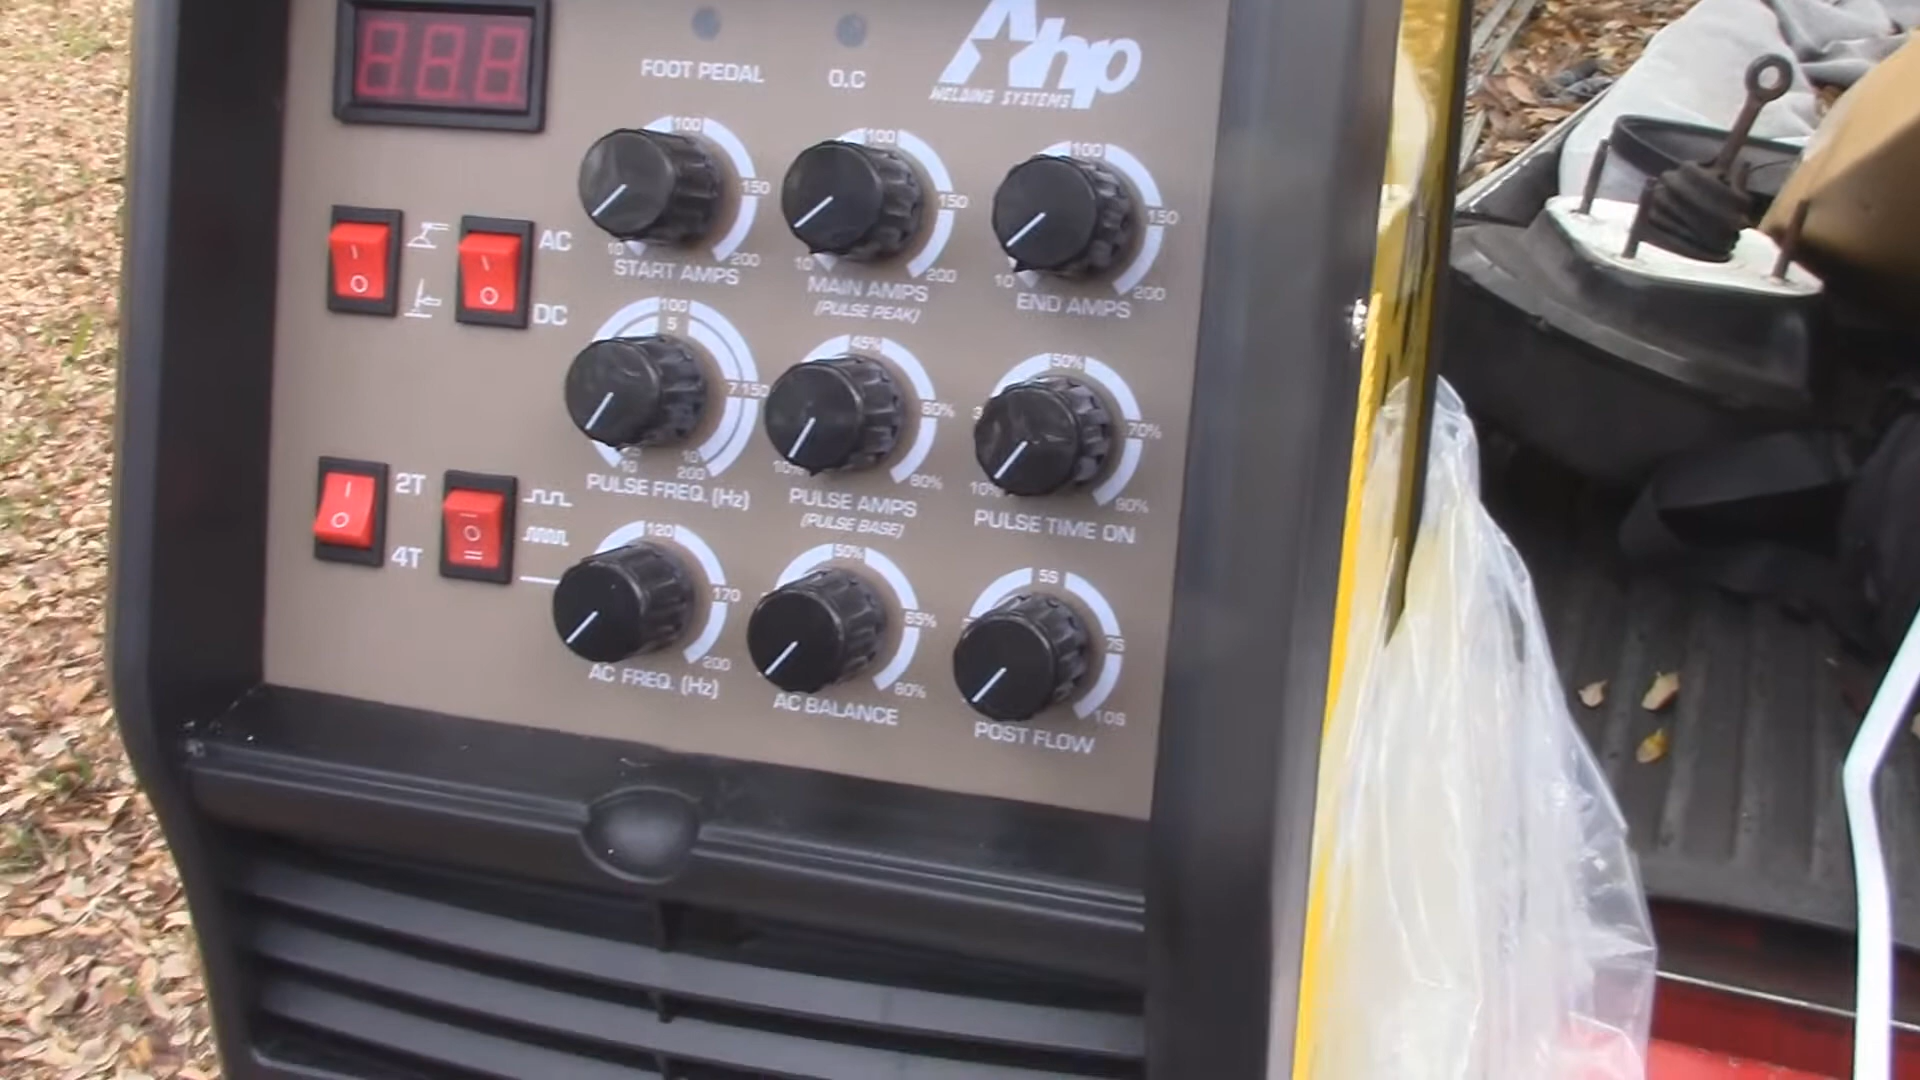 888
FOOT PEDAL
O.C
Ahp
WELDING SYSTEMS
100
150
10
200
START AMPS
100
150
10
200
MAIN AMPS
(PULSE PEAK)
100
150
10
200
END AMPS
AC
DC
100
5
7.150
10
10
200
PULSE FREQ. (Hz)
45%
60%
10%
80%
PULSE AMPS
(PULSE BASE)
50%
70%
10%
90%
PULSE TIME ON
2T
4T
120
170
200
AC FREQ. (Hz)
50%
65%
80%
AC BALANCE
5S
7S
10S
POST FLOW